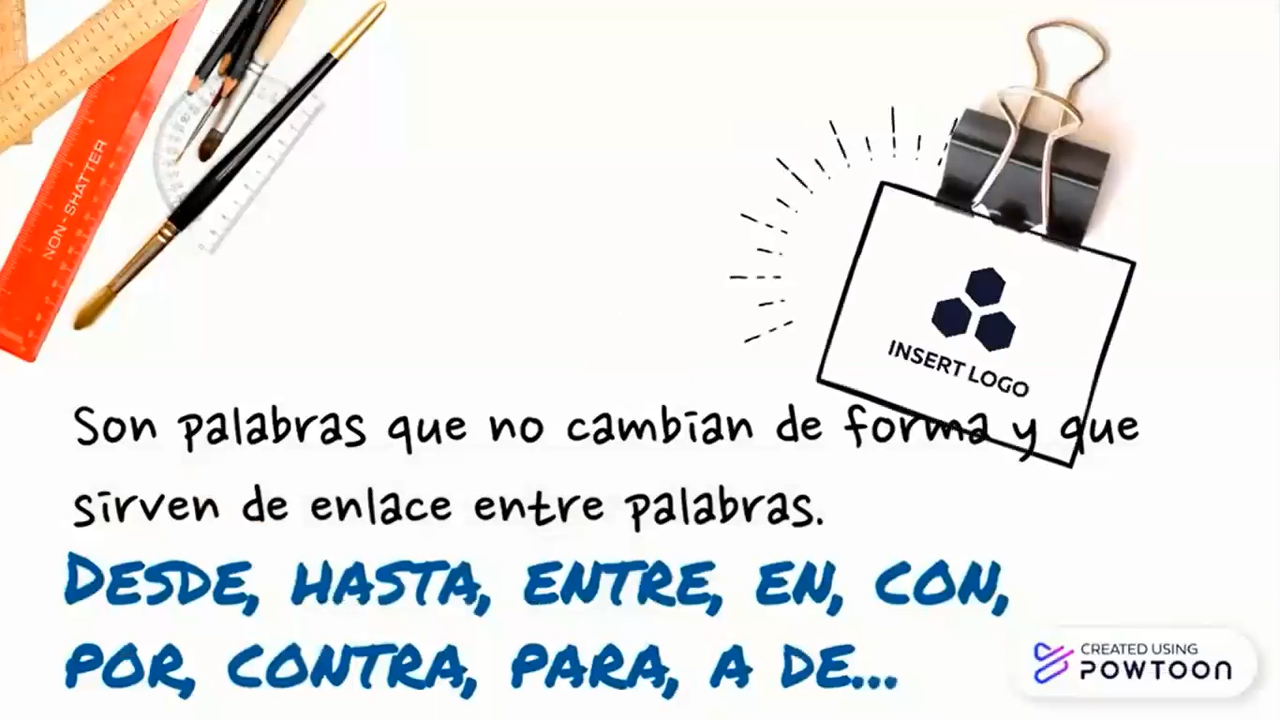 NON-SHATTER
INSERT LOGO
Son palabras que no cambian de forma y que
sirven de enlace entre palabras.
DESDE, HASTA, ENTRE, EN, CON,
POR, CONTRA, PARA, A DE...
CREATED USING
POWTOON